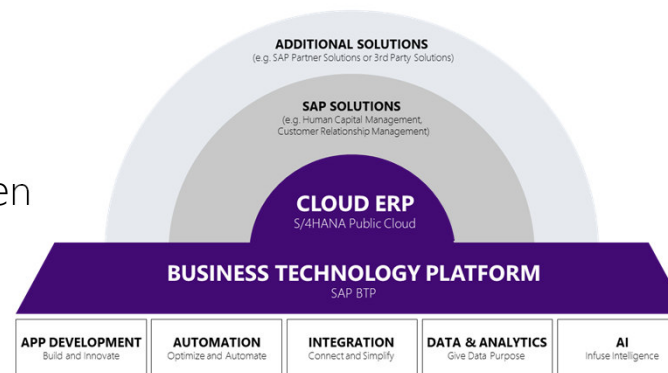 ADDITIONAL SOLUTIONS
(e.g. SAP Partner Solutions or 3rd Party Solutions)
SAP SOLUTIONS
(e.g. Human Capital Management,
Customer Relationship Management)
en
CLOUD ERP
S/4HANA Public Cloud
BUSINESS TECHNOLOGY PLATFORM
SAP BTP
APP DEVELOPMENT
Build and Innovate
AUTOMATION
Optimize and Automate
INTEGRATION
Connect and Simplify
DATA & ANALYTICS
Give Data Purpose
AI
Infuse Intelligence